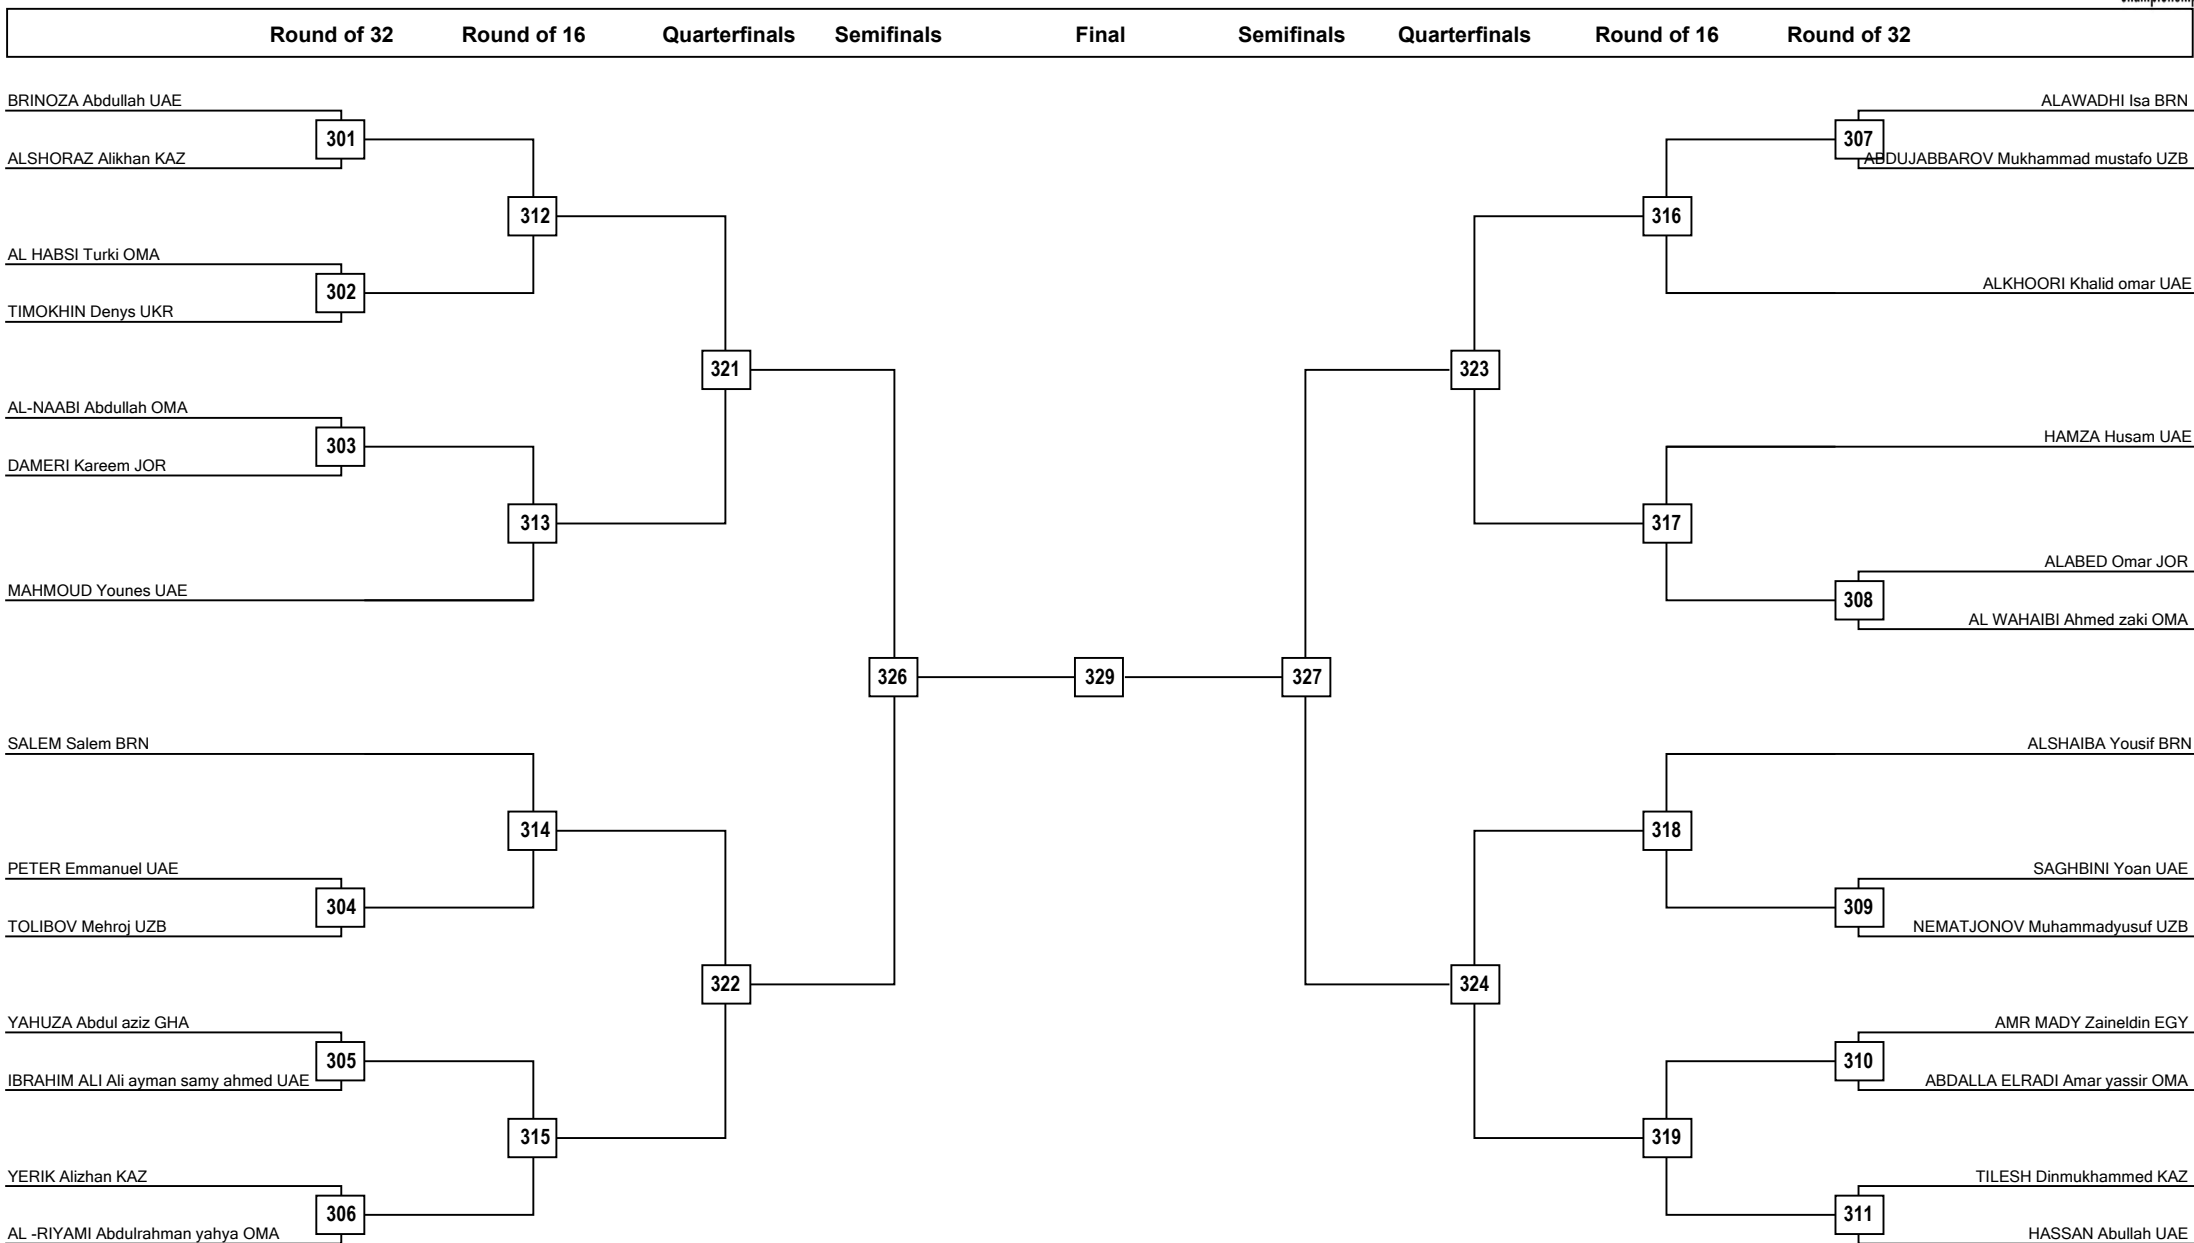 Round of 32 Round of 16 Quarterfinals Semifinals Final Semifinals Quarterfinals Round of 16 Round of 32
BRINOZA Abdullah UAE
301
ALSHORAZ Alikhan KAZ
312
AL HABSI Turki OMA
302
TIMOKHIN Denys UKR
321
AL-NAABI Abdullah OMA
303
DAMERI Kareem JOR
313
MAHMOUD Younes UAE
326
SALEM Salem BRN
314
PETER Emmanuel UAE
304
TOLIBOV Mehroj UZB
322
YAHUZA Abdul aziz GHA
305
IBRAHIM ALI Ali ayman samy ahmed UAE
315
YERIK Alizhan KAZ
306
AL -RIYAMI Abdulrahman yahya OMA
329
ALAWADHI Isa BRN
307
ABDUJABBAROV Mukhammad mustafo UZB
316
ALKHOORI Khalid omar UAE
323
HAMZA Husam UAE
317
ALABED Omar JOR
308
AL WAHAIBI Ahmed zaki OMA
327
ALSHAIBA Yousif BRN
318
SAGHBINI Yoan UAE
309
NEMATJONOV Muhammadyusuf UZB
324
AMR MADY Zaineldin EGY
310
ABDALLA ELRADI Amar yassir OMA
319
TILESH Dinmukhammed KAZ
311
HASSAN Abullah UAE